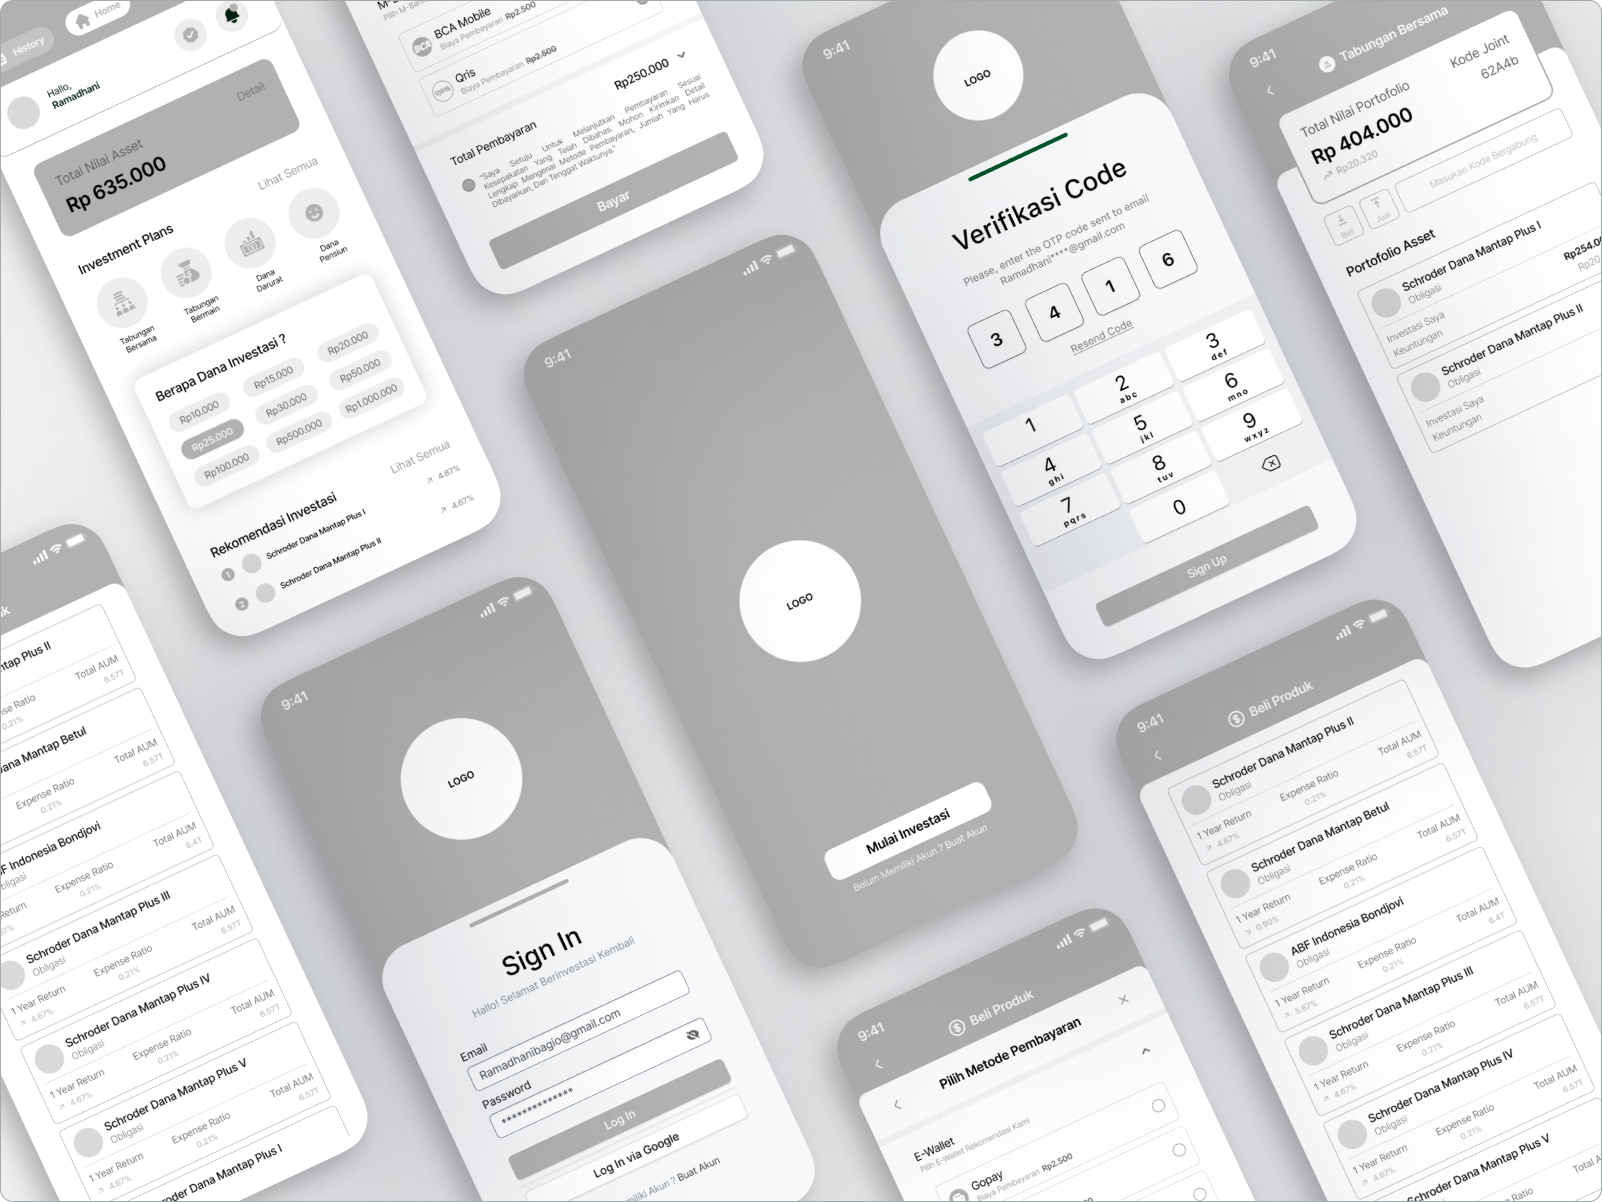 History
Home
Hallo,
Ramadhani
Total Nilai Asset
Detail
Rp 635.000
Investment Plans
Lihat Semua
Tabungan
Bersama
Tabungan
Bermain
Dana
Darurat
Dana
Pensiun
Berapa Dana Investasi ?
Rp10.000
Rp15.000
Rp20.000
Rp25.000
Rp30.000
Rp50.000
Rp100.000
Rp500.000
Rp1.000.000
Rekomendasi Investasi
Lihat Semua
1
Schroder Dana Mantap Plus I
4.87%
2
Schroder Dana Mantap Plus II
4.67%
BCA
BCA Mobile
Biaya Pembayaran Rp2.500
Qris
Biaya Pembayaran Rp2.500
Total Pembayaran
Rp250.000
"Saya Setuju Untuk Melanjutkan Pembayaran Sesuai
Kesepakatan Yang Telah Dibahas. Mohon Kirimkan Detail
Lengkap Mengenai Metode Pembayaran, Jumlah Yang Harus
Dibayarkan, Dan Tenggat Waktunya."
Bayar
9:41
LOGO
Verifikasi Code
Please, enter the OTP code sent to email
Ramadhani****@gmail.com
3
4
1
6
Resend Code
1
2
abc
3
def
4
ghi
5
jkl
6
mno
7
pqrs
8
tuv
9
wxyz
0
Sign Up
9:41
Tabungan Bersama
Total Nilai Portofolio
Kode Joint
Rp 404.000
62A4b
Rp20.320
Beli
Jual
Masukan Kode Bergabung
Portofolio Asset
Schroder Dana Mantap Plus I
Obligasi
Investasi Saya
Rp254.0
Keuntungan
Rp20
Schroder Dana Mantap Plus II
Obligasi
Investasi Saya
Keuntungan
9:41
LOGO
Mulai Investasi
Belum Memiliki Akun ? Buat Akun
tap Plus II
se Ratio
0.21%
Total AUM
6.57T
ana Mantap Betul
Expense Ratio
0.21%
Total AUM
6.57T
F Indonesia Bondjovi
bligasi
Return
Expense Ratio
0.21%
Total AUM
6.4T
Schroder Dana Mantap Plus III
Obligasi
1 Year Return
4.67%
Expense Ratio
0.21%
Total AUM
6.57T
Schroder Dana Mantap Plus IV
Obligasi
1 Year Return
4.67%
Expense Ratio
0.21%
Total AUM
6.57T
Schroder Dana Mantap Plus V
Obligasi
1 Year Return
4.67%
Expense Ratio
0.21%
Total AUM
6.57T
roder Dana Mantap Plus I
9:41
LOGO
Sign In
Hallo! Selamat Berinvestasi Kembali
Email
Ramadhanibagio@gmail.com
Password
**************
Log In
Log In via Google
miliki Akun ? Buat Akun
9:41
Beli Produk
Pilih Metode Pembayaran
E-Wallet
Pilih E-Wallet Rekomendasi Kami
Gopay
Biaya Pembayaran Rp2.500
9:41
Beli Produk
Schroder Dana Mantap Plus II
Obligasi
1 Year Return
4.67%
Expense Ratio
0.21%
Total AUM
6.57T
Schroder Dana Mantap Betul
Obligasi
1 Year Return
0.90%
Expense Ratio
0.21%
Total AUM
6.57T
ABF Indonesia Bondjovi
Obligasi
1 Year Return
5.67%
Expense Ratio
0.21%
Total AUM
6.4T
Schroder Dana Mantap Plus III
Obligasi
1 Year Return
4.67%
Expense Ratio
0.21%
Total AUM
6.57T
Schroder Dana Mantap Plus IV
Obligasi
1 Year Return
4.67%
Expense Ratio
0.21%
Total AUM
6.57T
Schroder Dana Mantap Plus V
Obligasi
1 Year Return
4.67%
Expense Ratio
0.21%
Total AUM